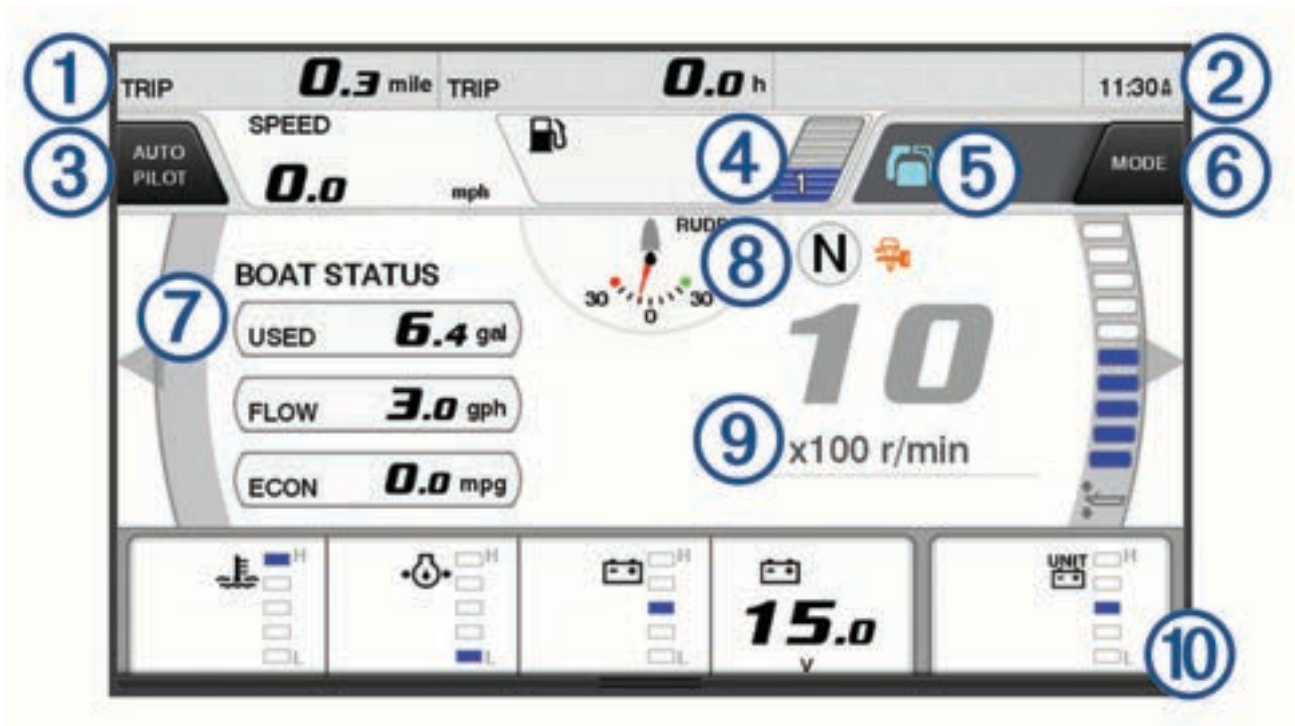 1 TRIP 0.3 mile TRIP 0.0 h 11:30A 2
3 AUTO PILOT SPEED 0.0 mph 4 1 5 MODE 6
RUD 8 N
30 0 30
7 BOAT STATUS
USED 6.4 gal
10
FLOW 3.0 gph
9 x100 r/min
ECON 0.0 mpg
H H H UNIT H
15.0
L L L V L 10